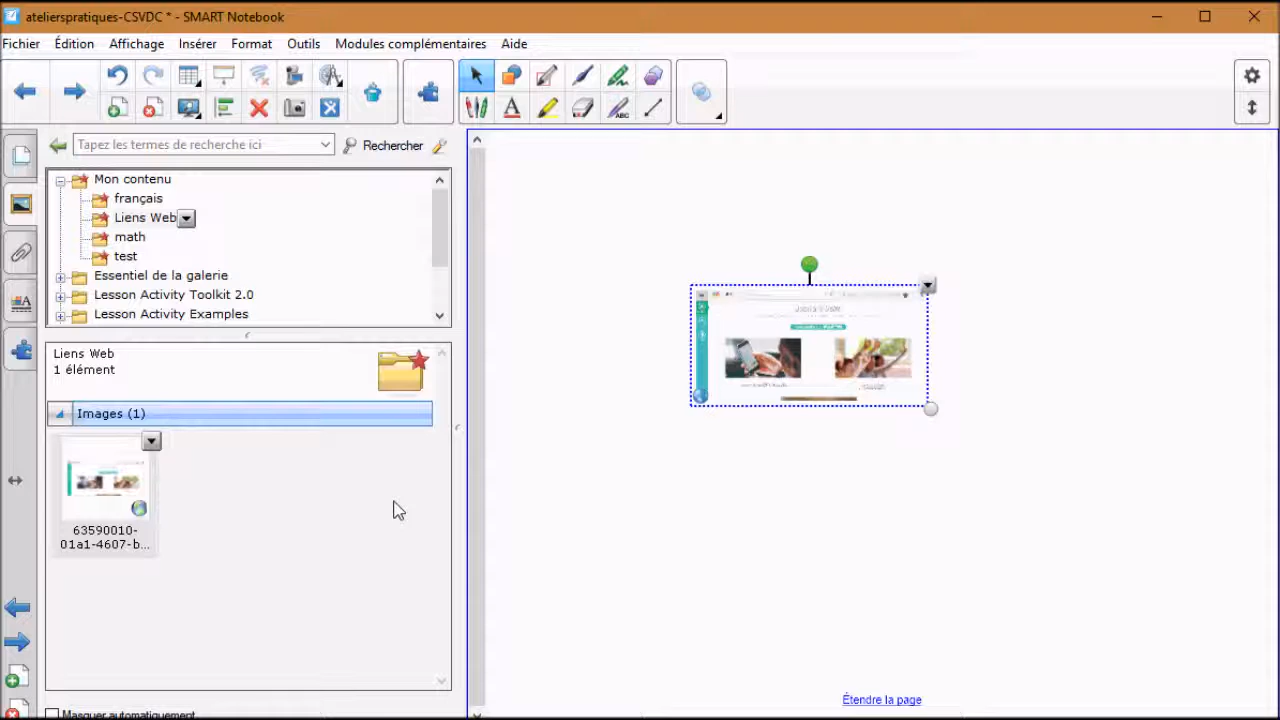 atelierspratiques-CSVDC * - SMART Notebook
Fichier Édition Affichage Insérer Format Outils Modules complémentaires Aide
Tapez les termes de recherche ici
Rechercher
Mon contenu
français
Liens Web
math
test
Essentiel de la galerie
Lesson Activity Toolkit 2.0
Lesson Activity Examples
Liens Web
1 élément
Images (1)
63590010-
01a1-4607-b...
Masquer automatiquement
Étendre la page